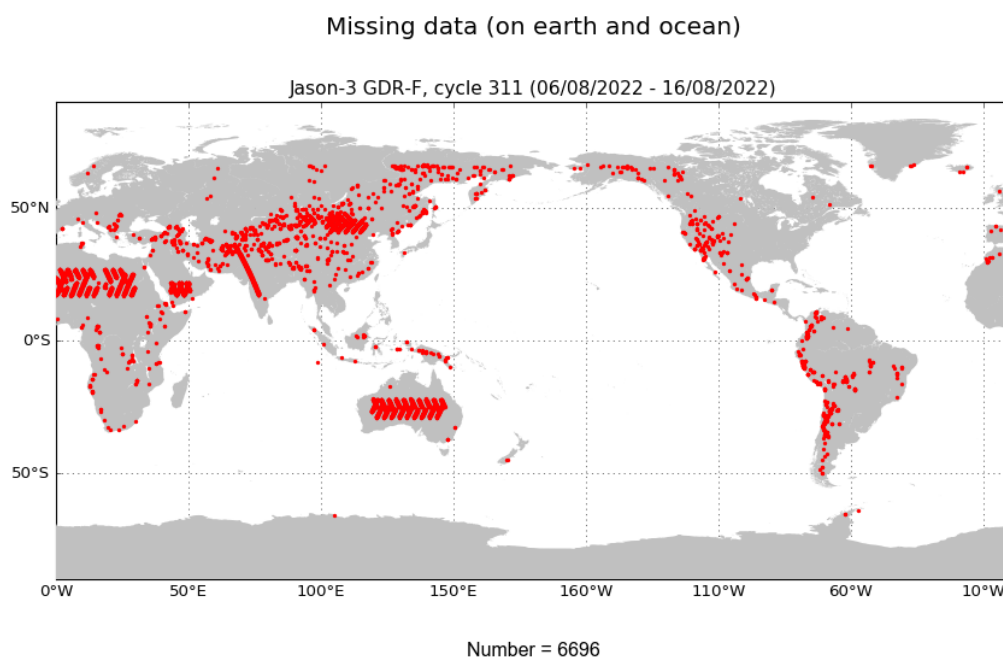 Missing data (on earth and ocean)
Jason-3 GDR-F, cycle 311 (06/08/2022 - 16/08/2022)
50°N
0°S
50°S
0°W 50°E 100°E 150°E 160°W 110°W 60°W 10°W
Number = 6696